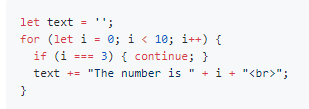 let text = '';
for (let i = 0; i < 10; i++) {
  if (i === 3) { continue; }
  text += "The number is " + i + "<br>";
}